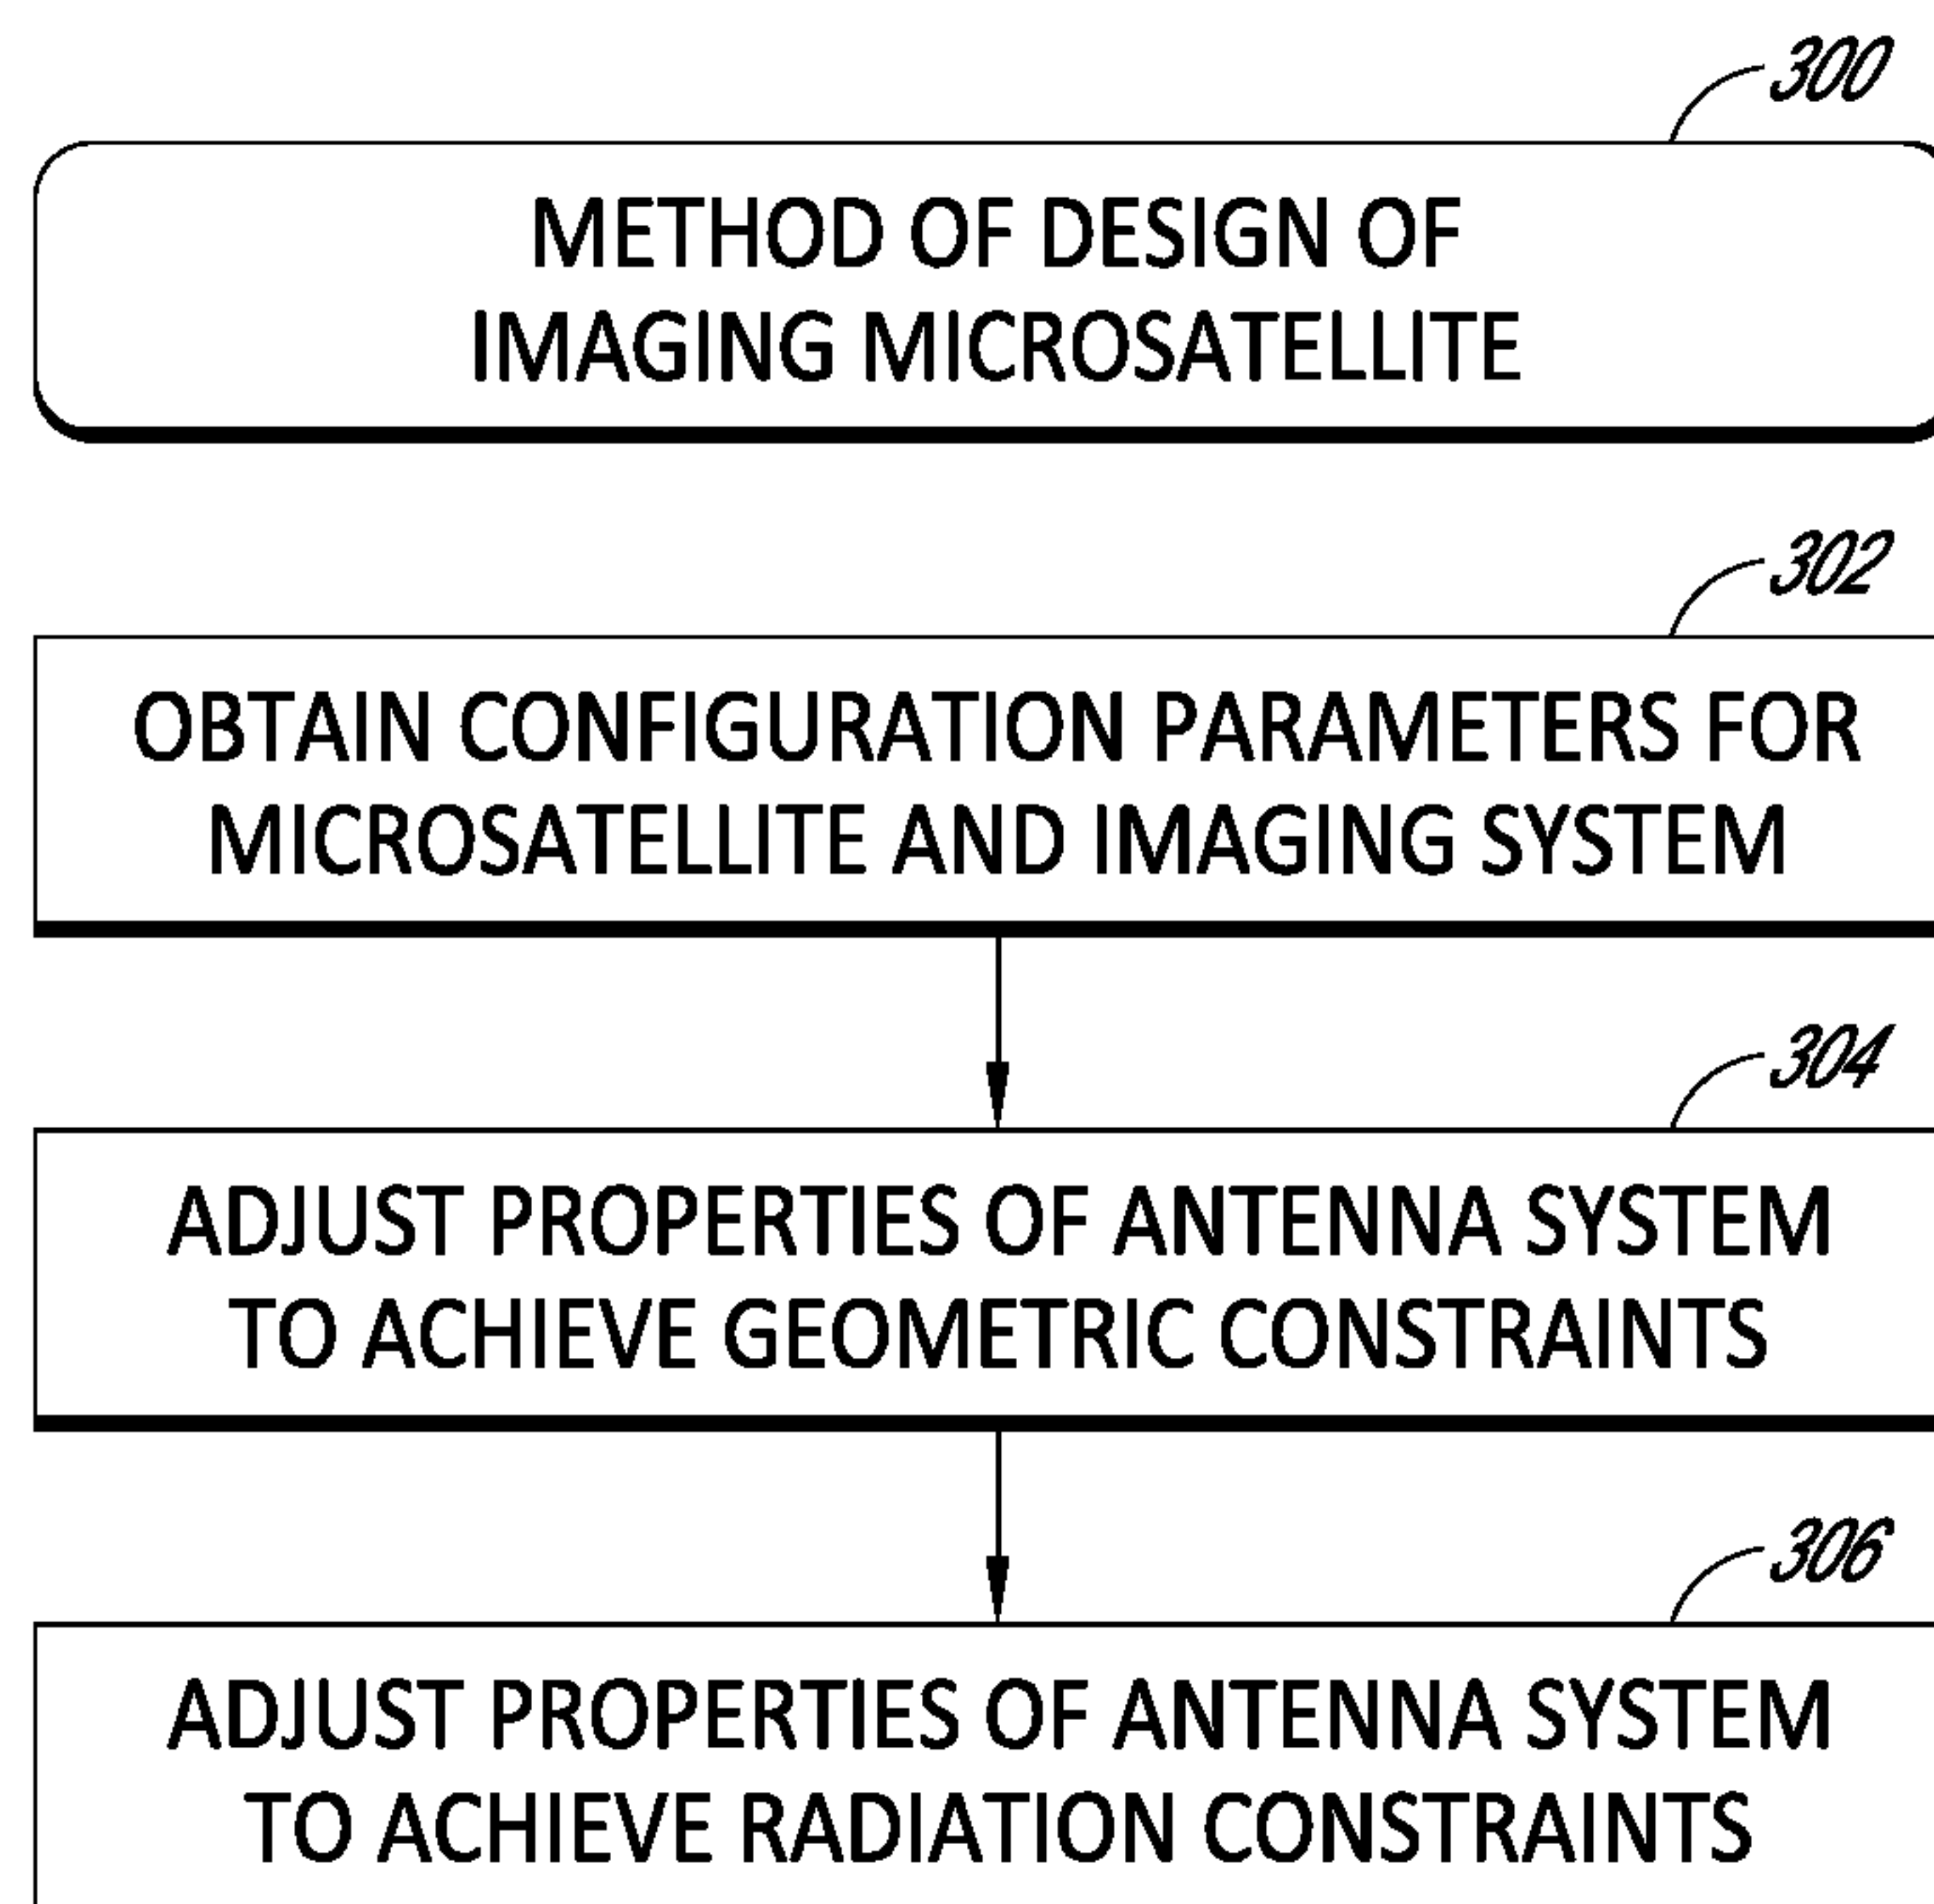 300
METHOD OF DESIGN OF
IMAGING MICROSATELLITE
302
OBTAIN CONFIGURATION PARAMETERS FOR
MICROSATELLITE AND IMAGING SYSTEM
304
ADJUST PROPERTIES OF ANTENNA SYSTEM
TO ACHIEVE GEOMETRIC CONSTRAINTS
306
ADJUST PROPERTIES OF ANTENNA SYSTEM
TO ACHIEVE RADIATION CONSTRAINTS